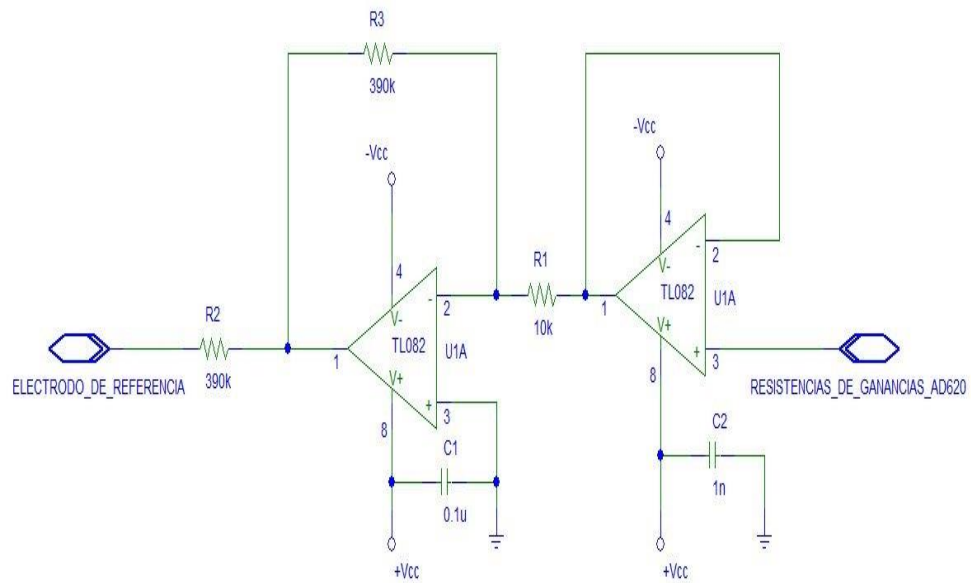 R3
390k
-Vcc
-Vcc
4
4
V-
-
2
TL082
U1A
V+
+
3
1
8
R1
10k
R2
390k
V-
-
2
TL082
U1A
V+
+
3
1
8
ELECTRODO_DE_REFERENCIA
RESISTENCIAS_DE_GANANCIAS_AD620
C1
0.1u
C2
1n
+Vcc
+Vcc